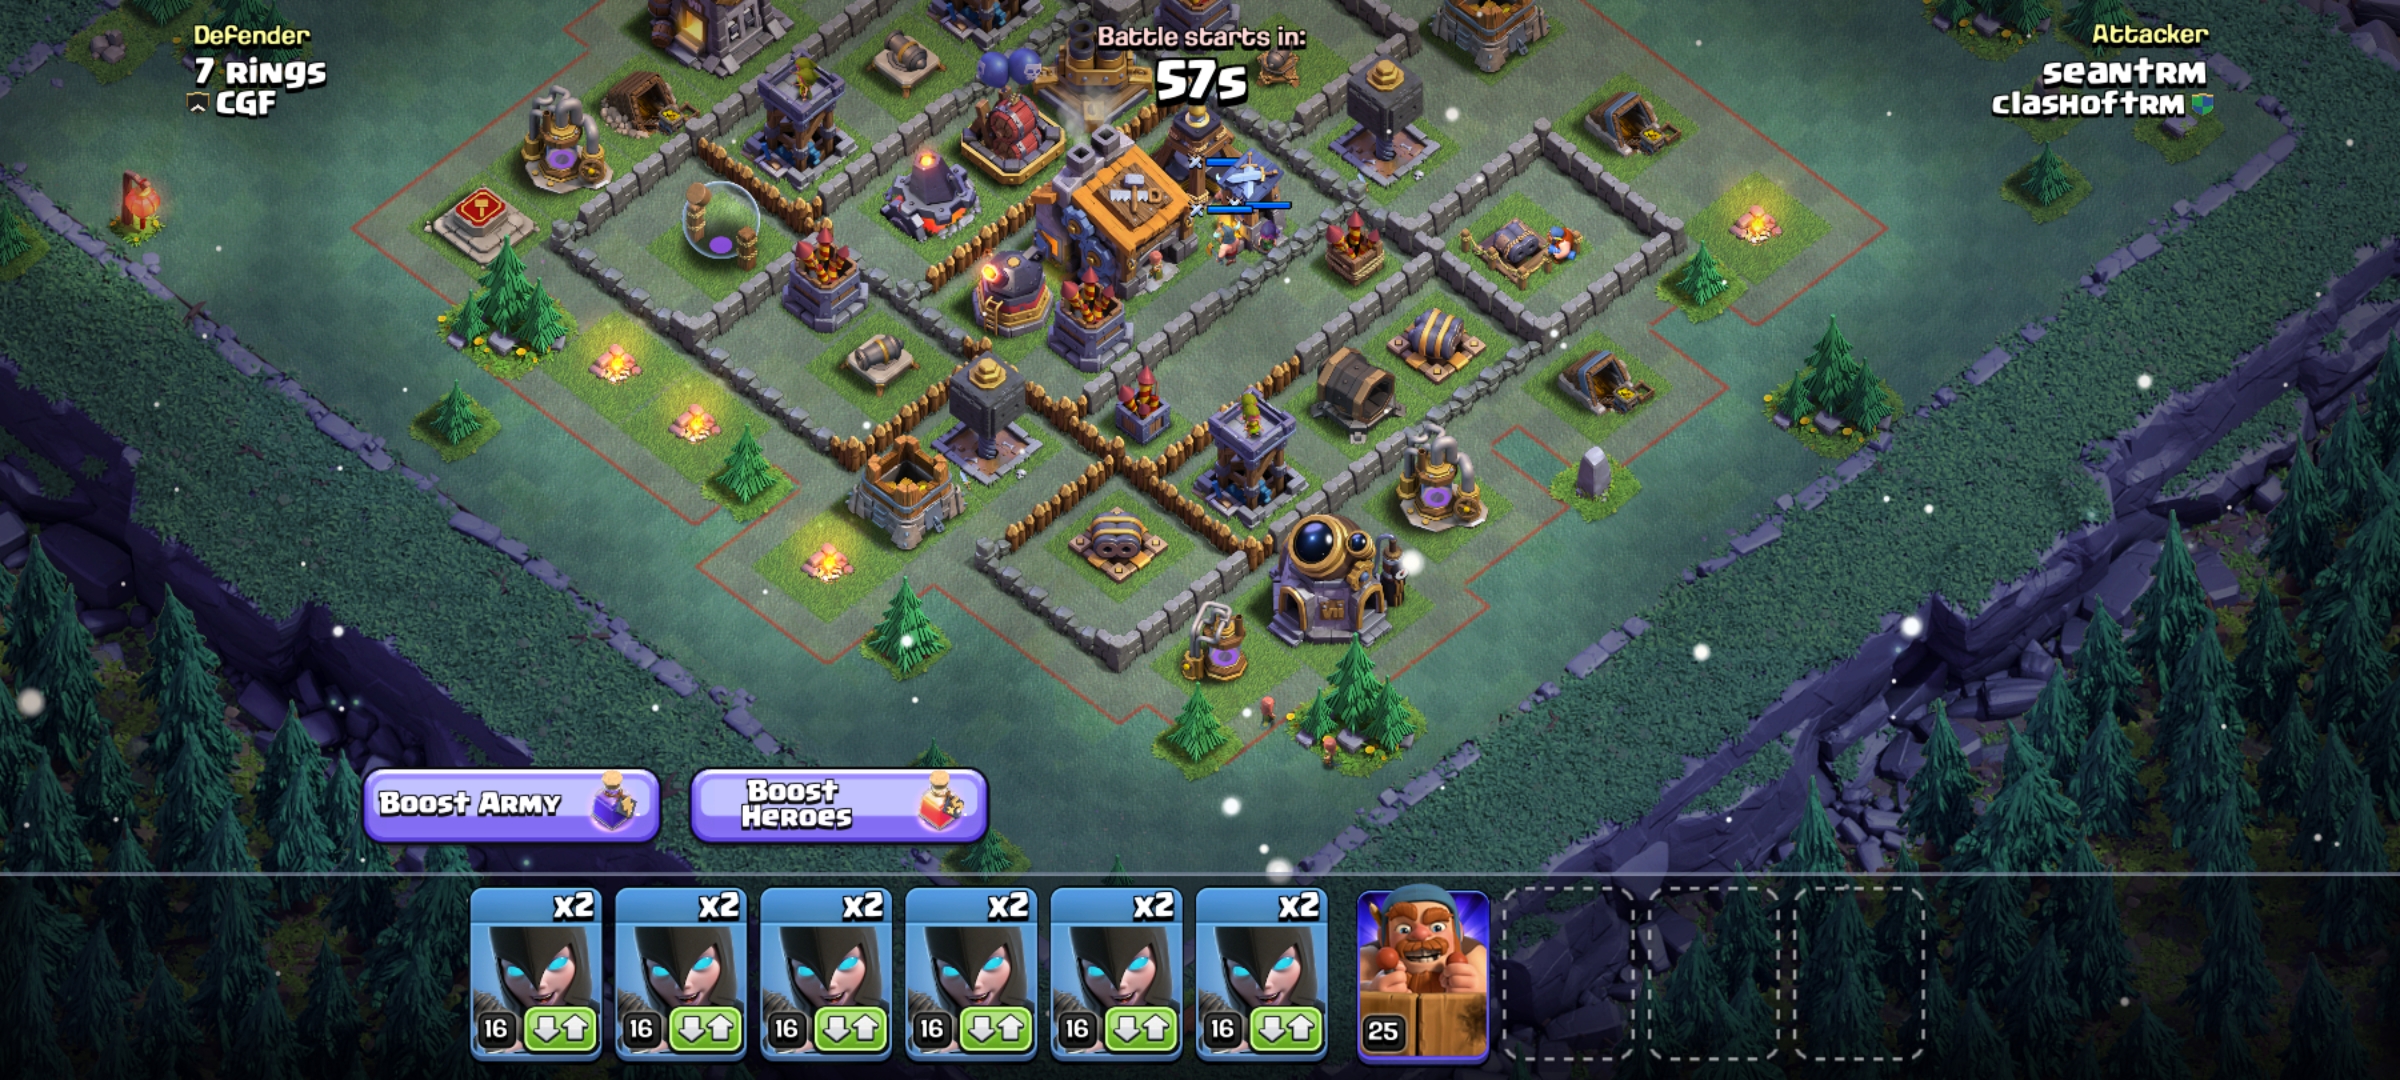 Defender
7 Rings
CGF
Battle starts in:
57s
Attacker
seantrm
clashoftrm
Boost Army
Boost
Heroes
x2
x2
x2
x2
x2
x2
16
16
16
16
16
16
25